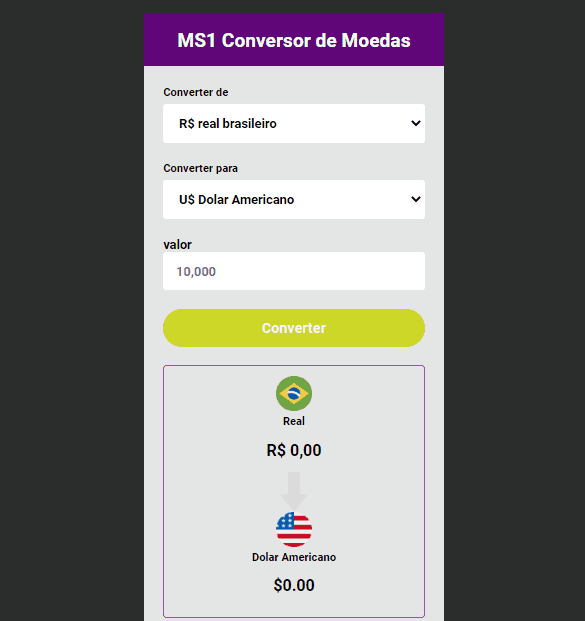 MS1 Conversor de Moedas
Converter de
R$ real brasileiro
Converter para
U$ Dolar Americano
valor
10,000
Converter
Real
R$ 0,00
Dolar Americano
$0.00